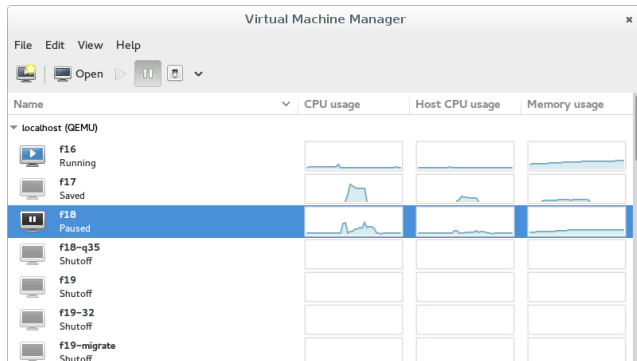 Virtual Machine Manager
File Edit View Help
Open
Name CPU usage Host CPU usage Memory usage
localhost (QEMU)
f16
Running
f17
Saved
f18
Paused
f18-q35
Shutoff
f19
Shutoff
f19-32
Shutoff
f19-migrate
Shutoff